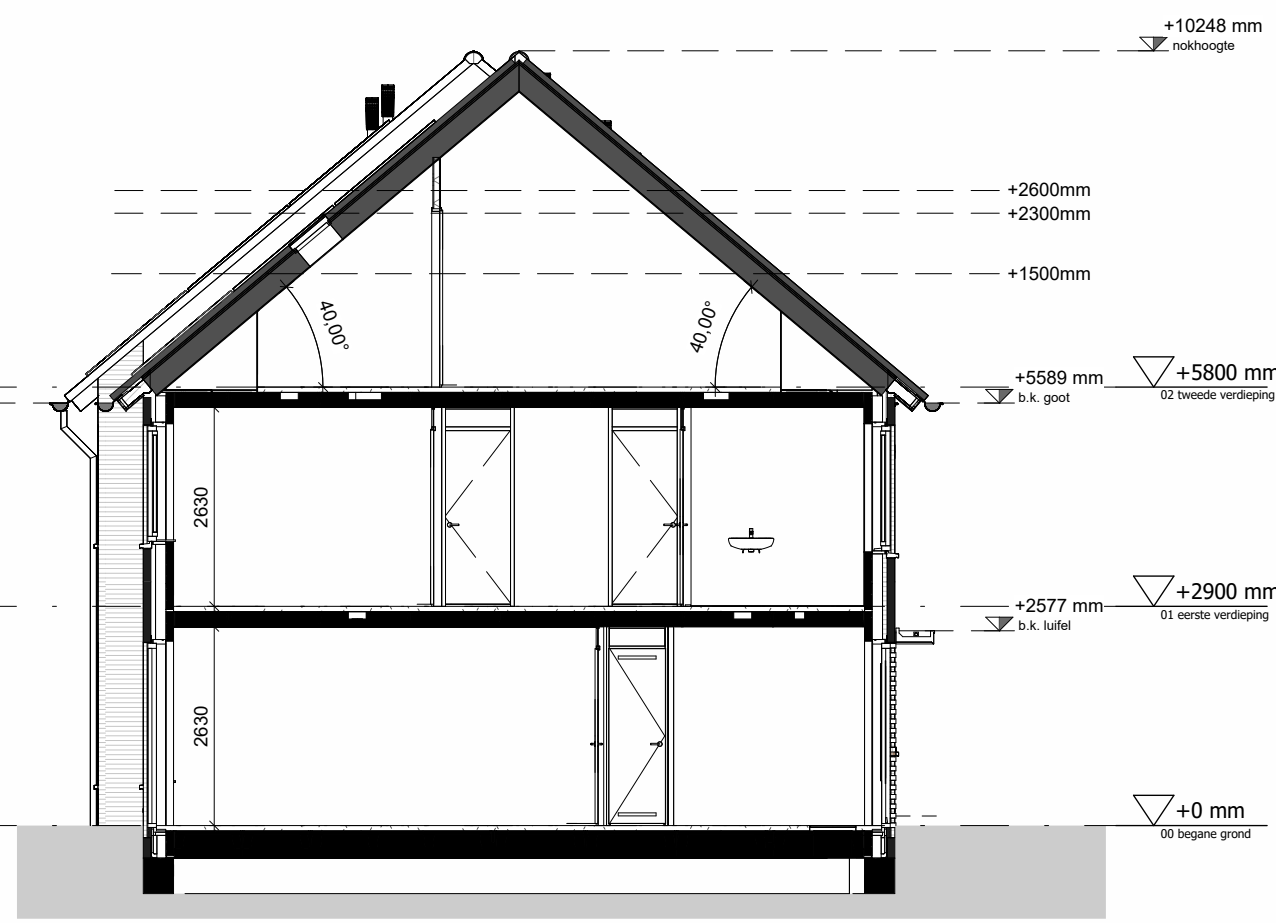 +10248 mm
nokhoogte
+2600mm
+2300mm
+1500mm
40,00°
40,00°
+5589 mm
b.k. goot
+5800 mm
02 tweede verdieping
2630
+2577 mm
b.k. luifel
+2900 mm
01 eerste verdieping
2630
+0 mm
00 begane grond